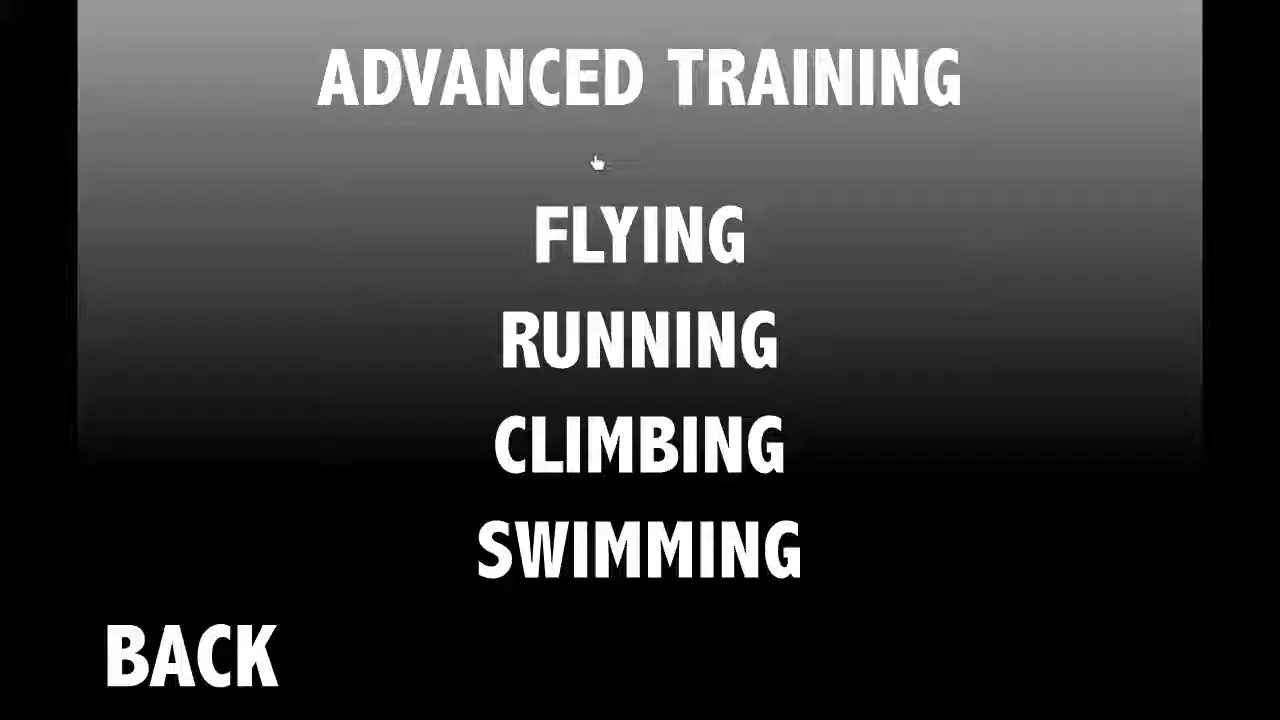 ADVANCED TRAINING
FLYING
RUNNING
CLIMBING
SWIMMING
BACK